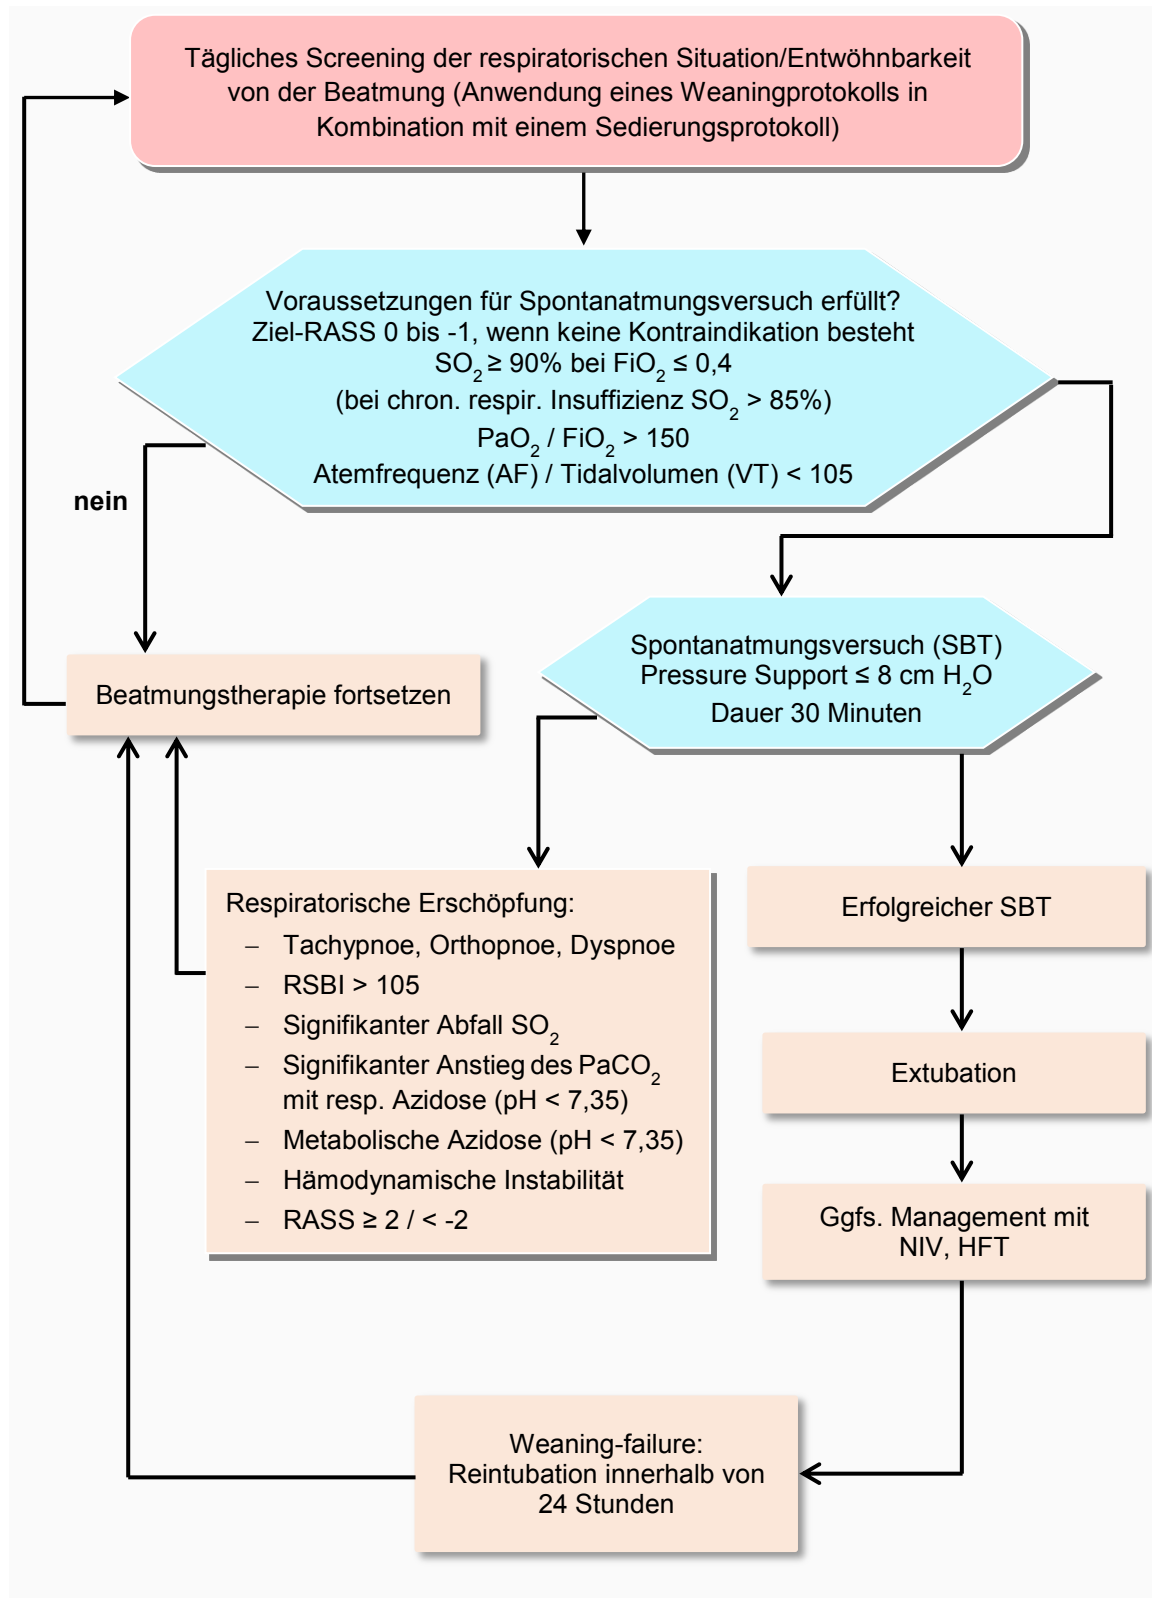 Tägliches Screening der respiratorischen Situation/Entwöhnbarkeit
von der Beatmung (Anwendung eines Weaningprotokolls in
Kombination mit einem Sedierungsprotokoll)
Voraussetzungen für Spontanatmungsversuch erfüllt?
Ziel-RASS 0 bis -1, wenn keine Kontraindikation besteht
SO₂ ≥ 90% bei FiO₂ ≤ 0,4
(bei chron. respir. Insuffizienz SO₂ > 85%)
PaO₂ / FiO₂ > 150
Atemfrequenz (AF) / Tidalvolumen (VT) < 105
nein
Beatmungstherapie fortsetzen
Spontanatmungsversuch (SBT)
Pressure Support ≤ 8 cm H₂O
Dauer 30 Minuten
Respiratorische Erschöpfung:
– Tachypnoe, Orthopnoe, Dyspnoe
– RSBI > 105
– Signifikanter Abfall SO₂
– Signifikanter Anstieg des PaCO₂
mit resp. Azidose (pH < 7,35)
– Metabolische Azidose (pH < 7,35)
– Hämodynamische Instabilität
– RASS ≥ 2 / < -2
Erfolgreicher SBT
Extubation
Ggfs. Management mit
NIV, HFT
Weaning-failure:
Reintubation innerhalb von
24 Stunden